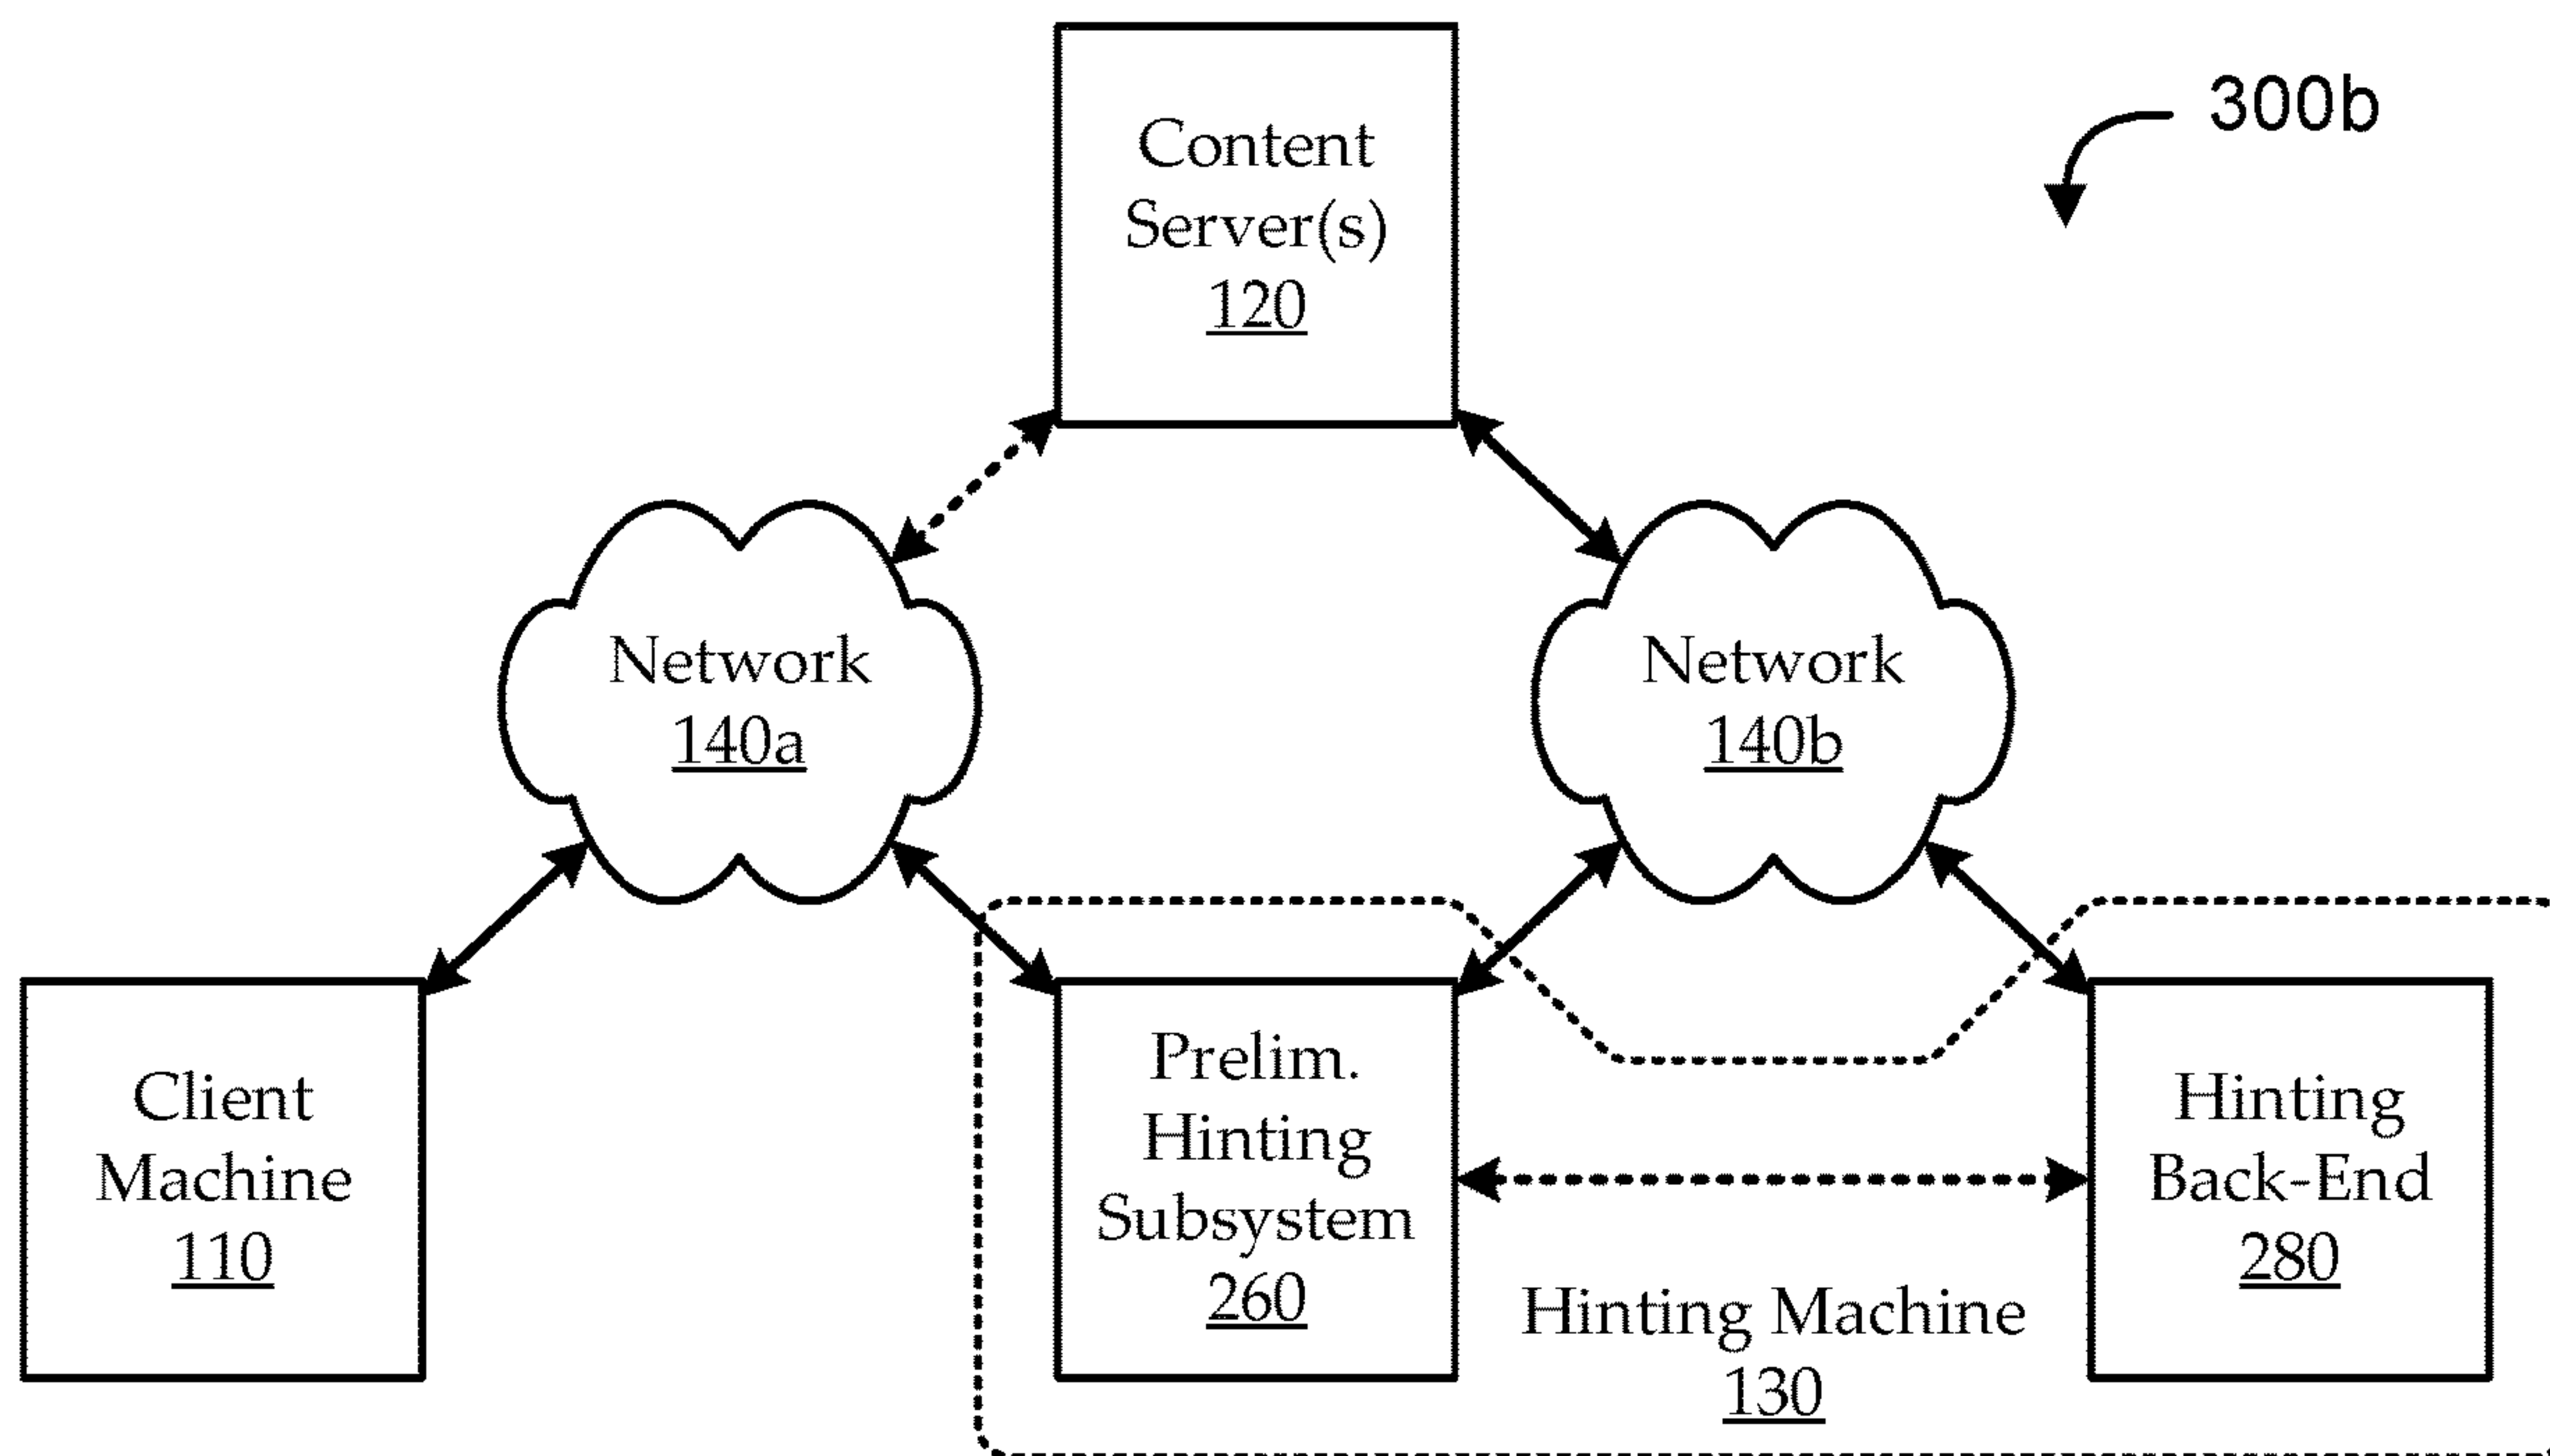 300b
Content
Server(s)
120
Network
140a
Network
140b
Client
Machine
110
Prelim.
Hinting
Subsystem
260
Hinting Machine
130
Hinting
Back-End
280